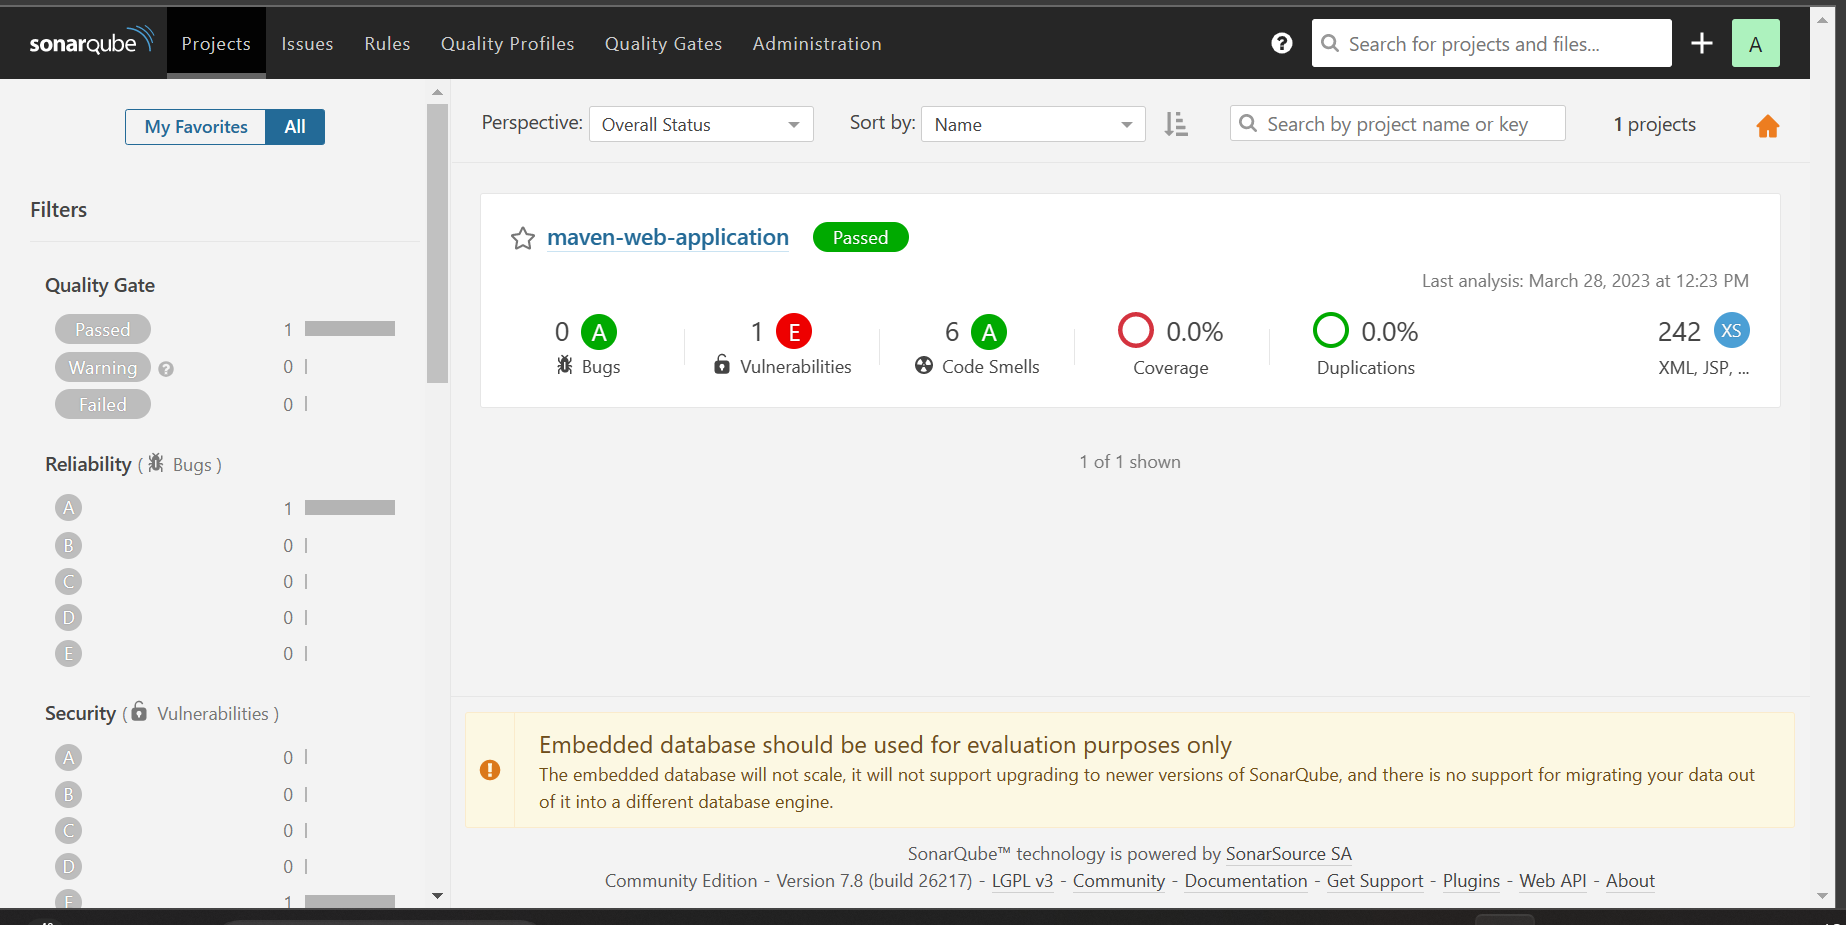 sonarqube Projects Issues Rules Quality Profiles Quality Gates Administration ? Search for projects and files... + A
My Favorites All
Perspective: Overall Status Sort by: Name Search by project name or key 1 projects
Filters
Quality Gate
Passed 1
Warning ? 0
Failed 0
Reliability ( Bugs )
A 1
B 0
C 0
D 0
E 0
Security ( Vulnerabilities )
A 0
B 0
C 0
D 0
E 1
maven-web-application Passed
Last analysis: March 28, 2023 at 12:23 PM
0 A 1 E 6 A 0.0% 0.0% 242 XS
Bugs Vulnerabilities Code Smells Coverage Duplications XML, JSP, ...
1 of 1 shown
Embedded database should be used for evaluation purposes only
The embedded database will not scale, it will not support upgrading to newer versions of SonarQube, and there is no support for migrating your data out
of it into a different database engine.
SonarQube™ technology is powered by SonarSource SA
Community Edition - Version 7.8 (build 26217) - LGPL v3 - Community - Documentation - Get Support - Plugins - Web API - About